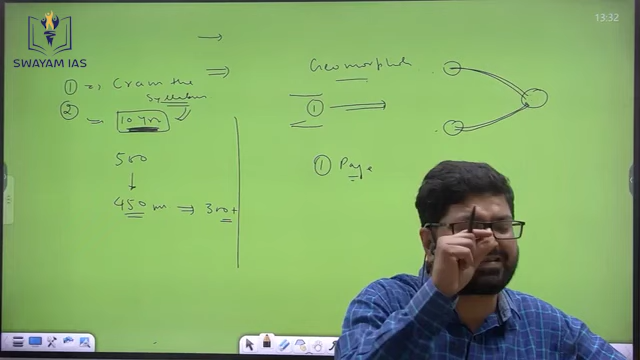 SWAYAM IAS
13:32
① Cram the
Syllabus
② 10 yrs
500
450 → 300+
Geomorph
①
① Page